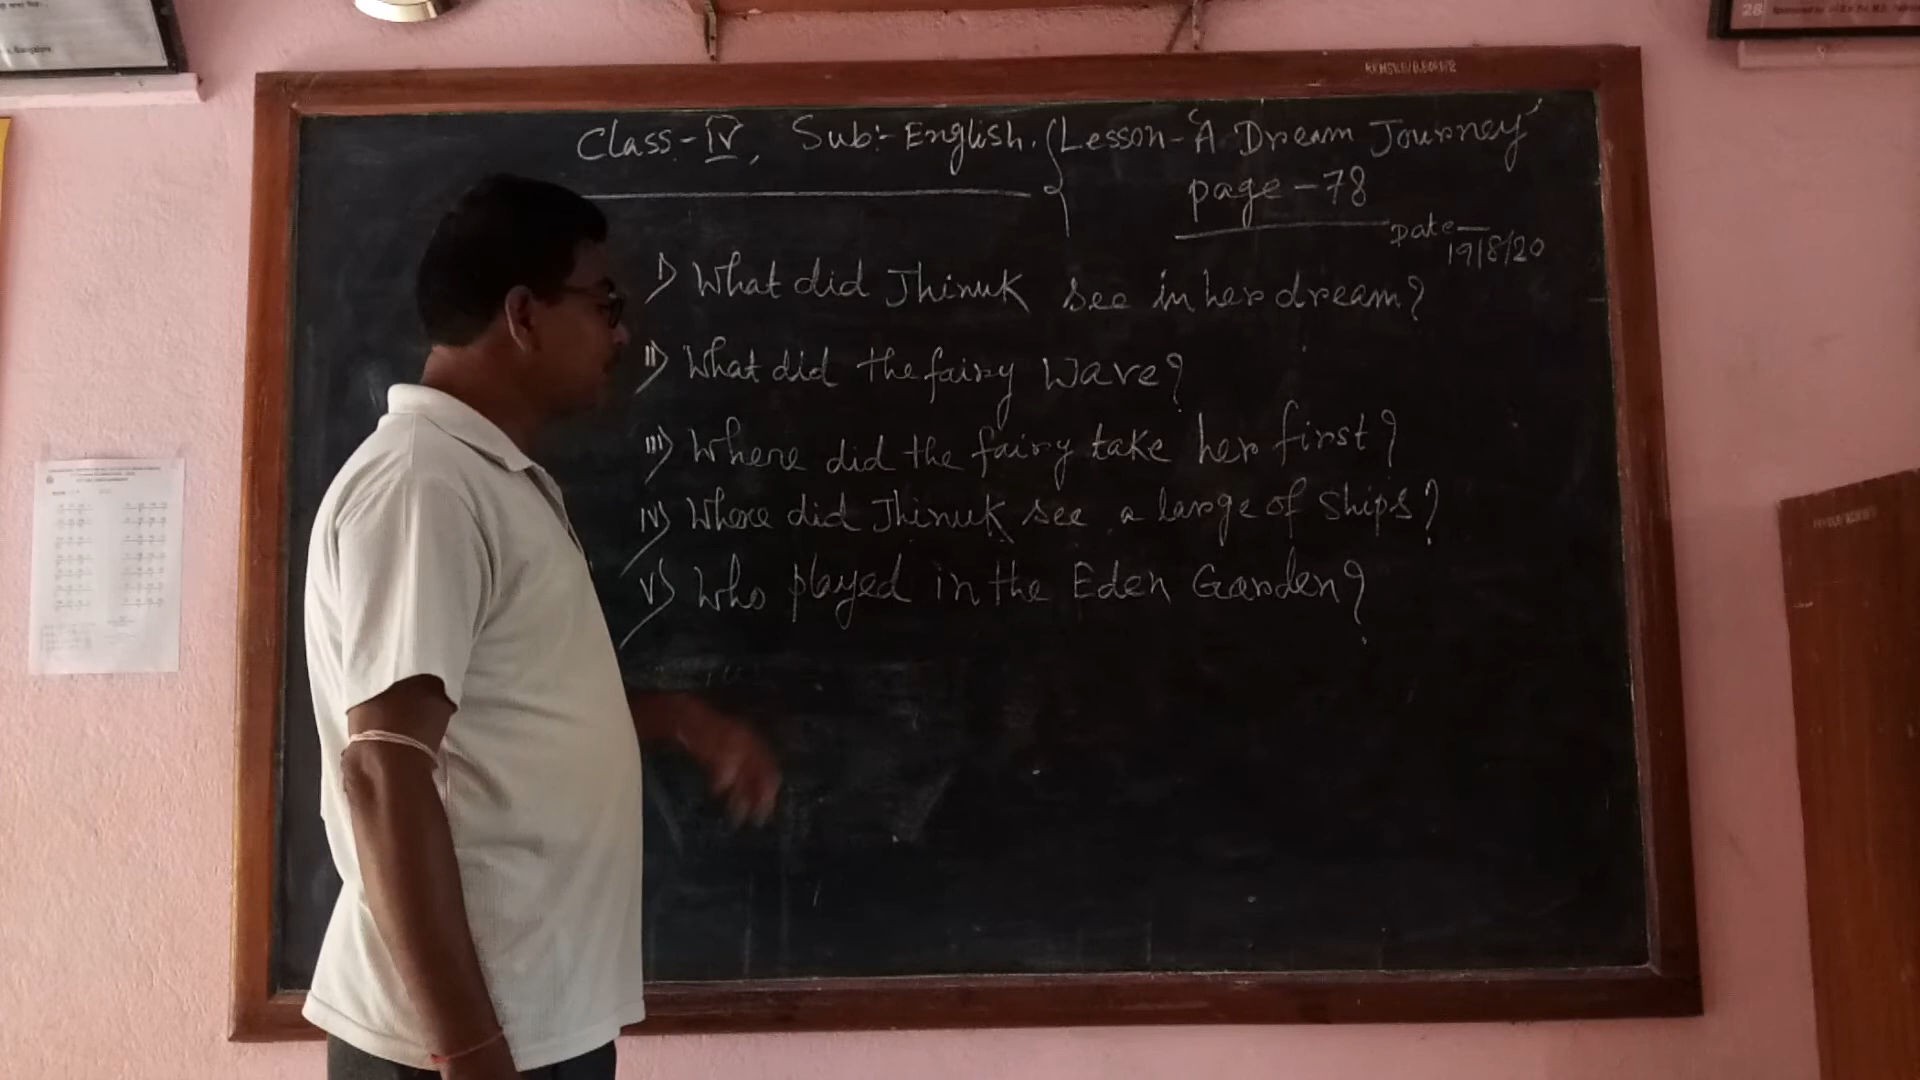 Class-IV, Sub:- English. { Lesson- 'A Dream Journey'
page - 78
Date - 19/8/20
I) What did Jhinuk see in her dream?
II) What did the fairy Wave?
III) Where did the fairy take her first?
IV) Where did Jhinuk see a large of Ships?
V) Who played in the Eden Garden?
28
Bangalore